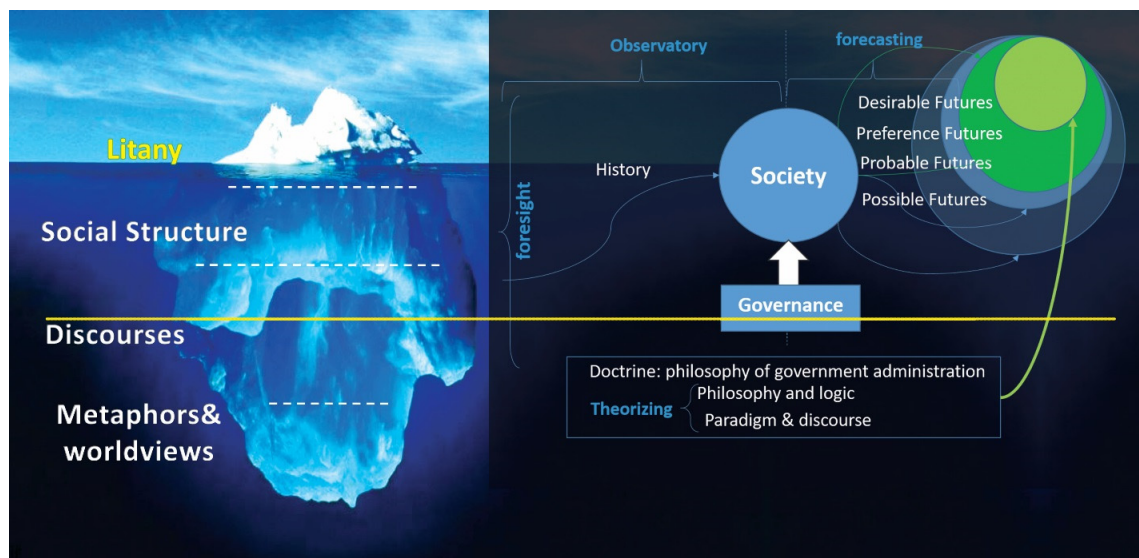 Litany
Social Structure
Discourses
Metaphors&
worldviews
Observatory
forecasting
foresight
History
Society
Desirable Futures
Preference Futures
Probable Futures
Possible Futures
Governance
Doctrine: philosophy of government administration
Theorizing
Philosophy and logic
Paradigm & discourse